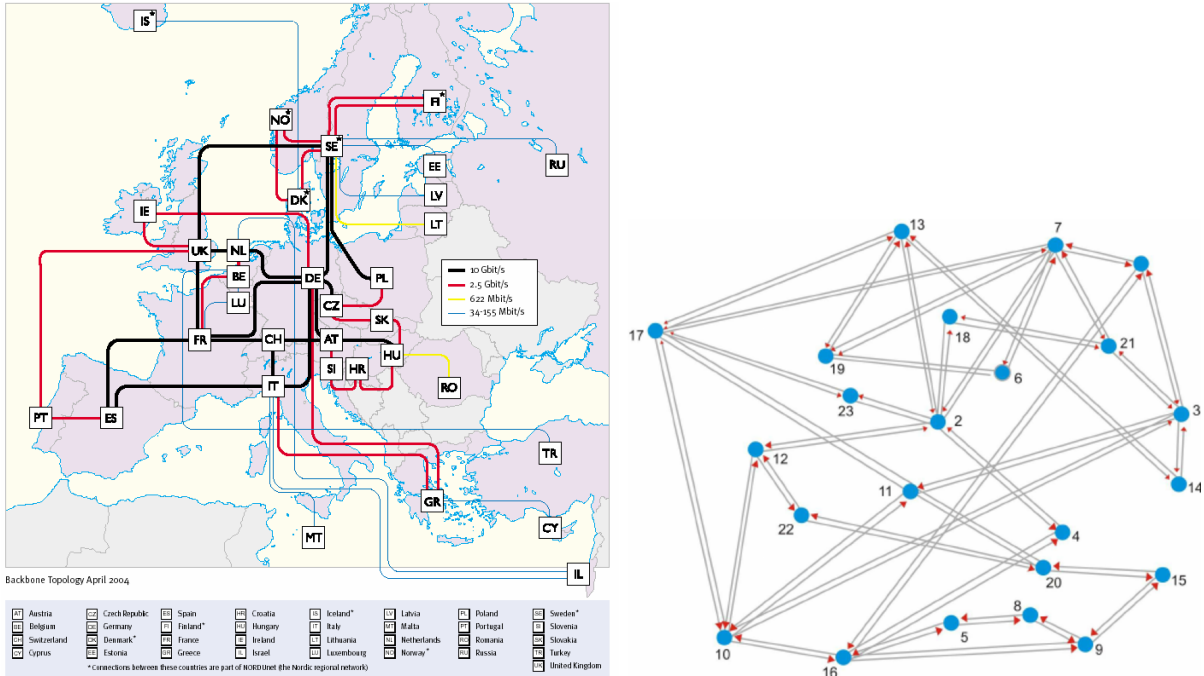 IS*
NO*
FI*
SE*
RU
EE
DK*
LV
IE
LT
UK
NL
BE
DE
PL
LU
CZ
SK
FR
CH
AT
HU
SI
HR
IT
RO
PT
ES
TR
GR
MT
CY
IL
10 Gbit/s
2.5 Gbit/s
622 Mbit/s
34-155 Mbit/s
Backbone Topology April 2004
AT Austria
BE Belgium
CH Switzerland
CY Cyprus
CZ Czech Republic
DE Germany
DK Denmark*
EE Estonia
ES Spain
FI Finland*
FR France
GR Greece
HR Croatia
HU Hungary
IE Ireland
IL Israel
IS Iceland*
IT Italy
LT Lithuania
LU Luxembourg
LV Latvia
MT Malta
NL Netherlands
NO Norway*
PL Poland
PT Portugal
RO Romania
RU Russia
SE Sweden*
SI Slovenia
SK Slovakia
TR Turkey
UK United Kingdom
* Connections between these countries are part of NORDUnet (the Nordic regional network)
13
7
17
18
21
19
6
23
2
3
12
11
14
22
4
20
15
8
5
10
16
9